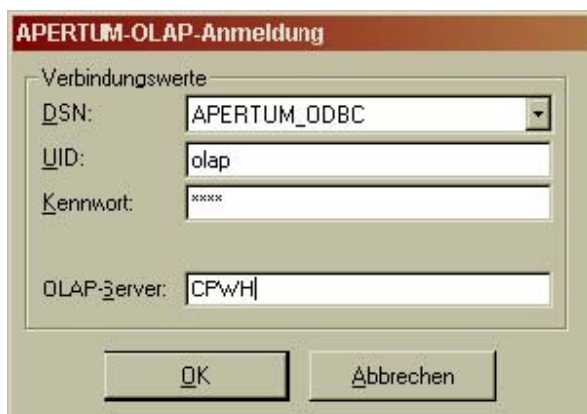 APERTUM-OLAP-Anmeldung
Verbindungswerte
DSN: APERTUM_ODBC
UID: olap
Kennwort: ****
OLAP-Server: CPWH
OK Abbrechen